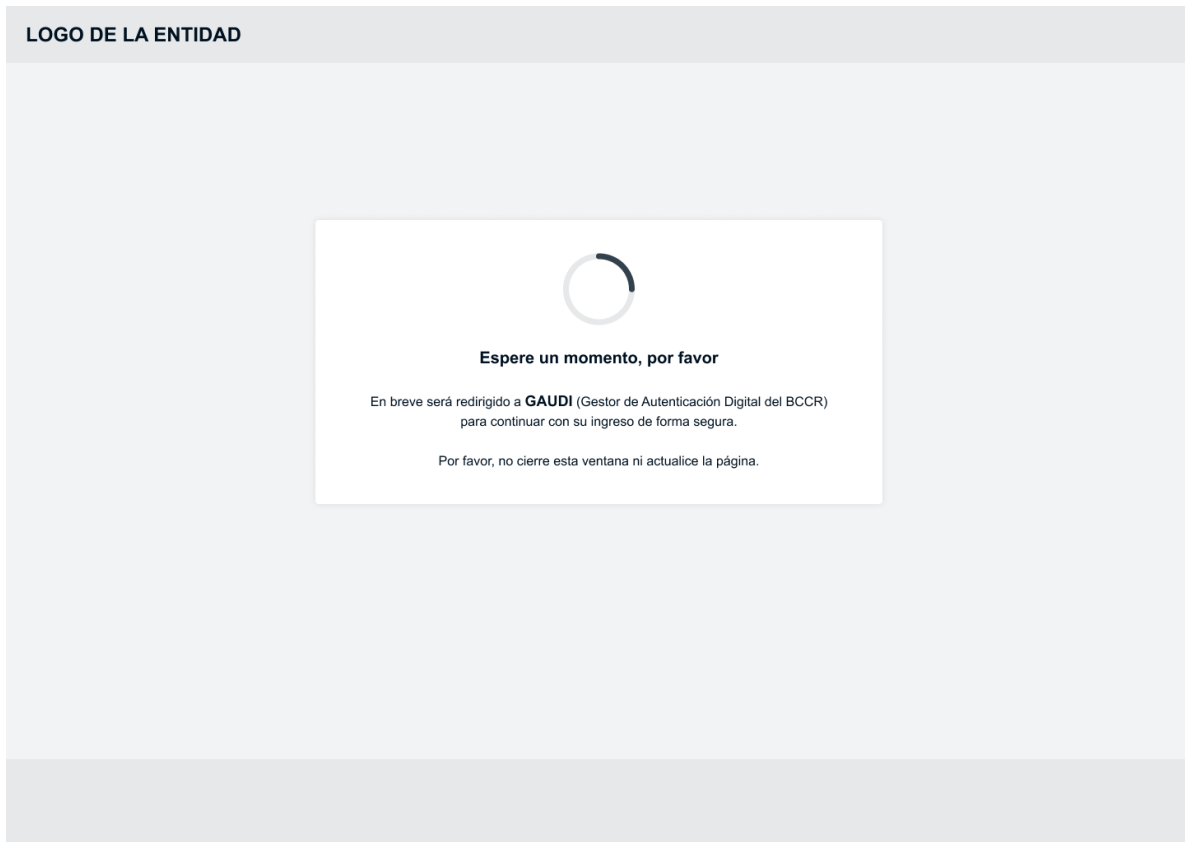 LOGO DE LA ENTIDAD
Espere un momento, por favor
En breve será redirigido a GAUDI (Gestor de Autenticación Digital del BCCR)
para continuar con su ingreso de forma segura.
Por favor, no cierre esta ventana ni actualice la página.